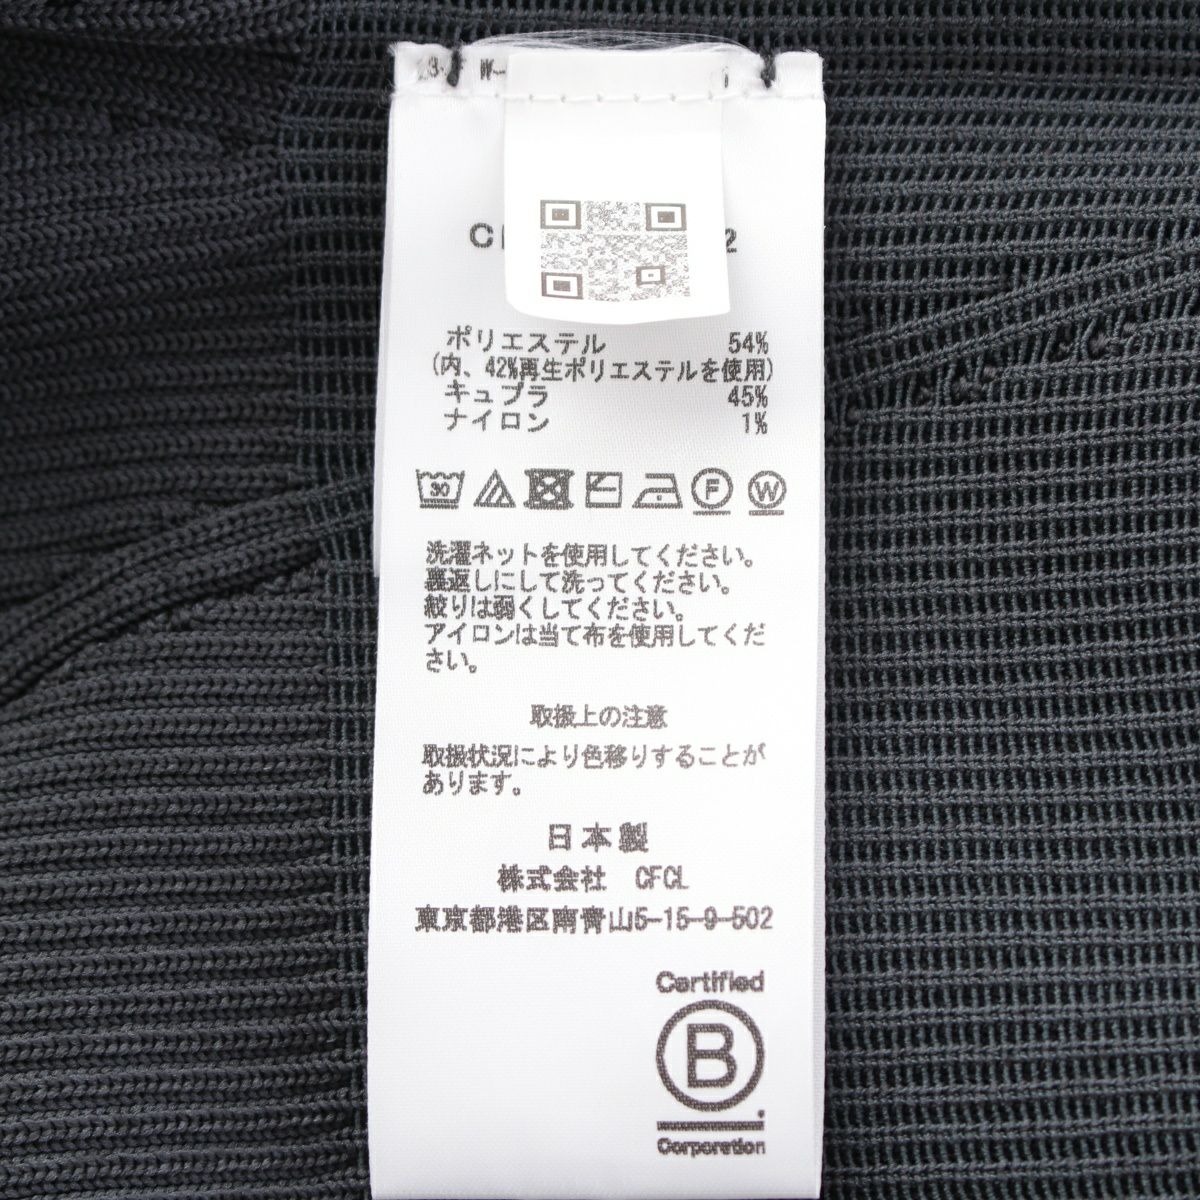 ポリエステル 54%
(内、42%再生ポリエステルを使用)
キュプラ 45%
ナイロン 1%
30 F W
洗濯ネットを使用してください。
裏返しにして洗ってください。
絞りは弱くしてください。
アイロンは当て布を使用してくだ
さい。
取扱上の注意
取扱状況により色移りすることが
あります。
日本製
株式会社 CFCL
東京都港区南青山5-15-9-502
Certified
B
Corporation